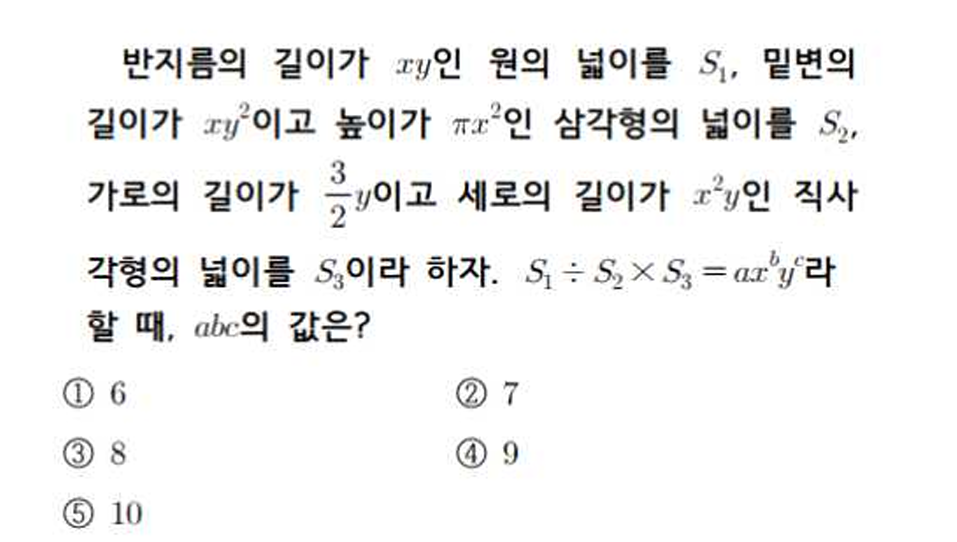 반지름의 길이가 $xy$인 원의 넓이를 $S_1$, 밑변의
길이가 $xy^2$이고 높이가 $\pi x^2$인 삼각형의 넓이를 $S_2$,
가로의 길이가 $\frac{3}{2}y$이고 세로의 길이가 $x^2y$인 직사
각형의 넓이를 $S_3$이라 하자. $S_1 \div S_2 \times S_3 = ax^by^c$라
할 때, $abc$의 값은?
① 6
② 7
③ 8
④ 9
⑤ 10